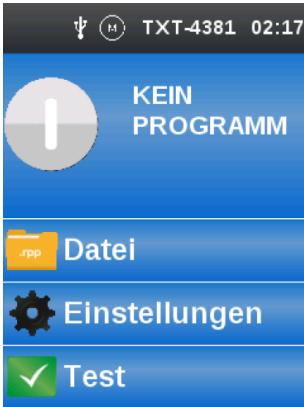 M TXT-4381 02:17
KEIN
PROGRAMM
.rpp Datei
Einstellungen
Test